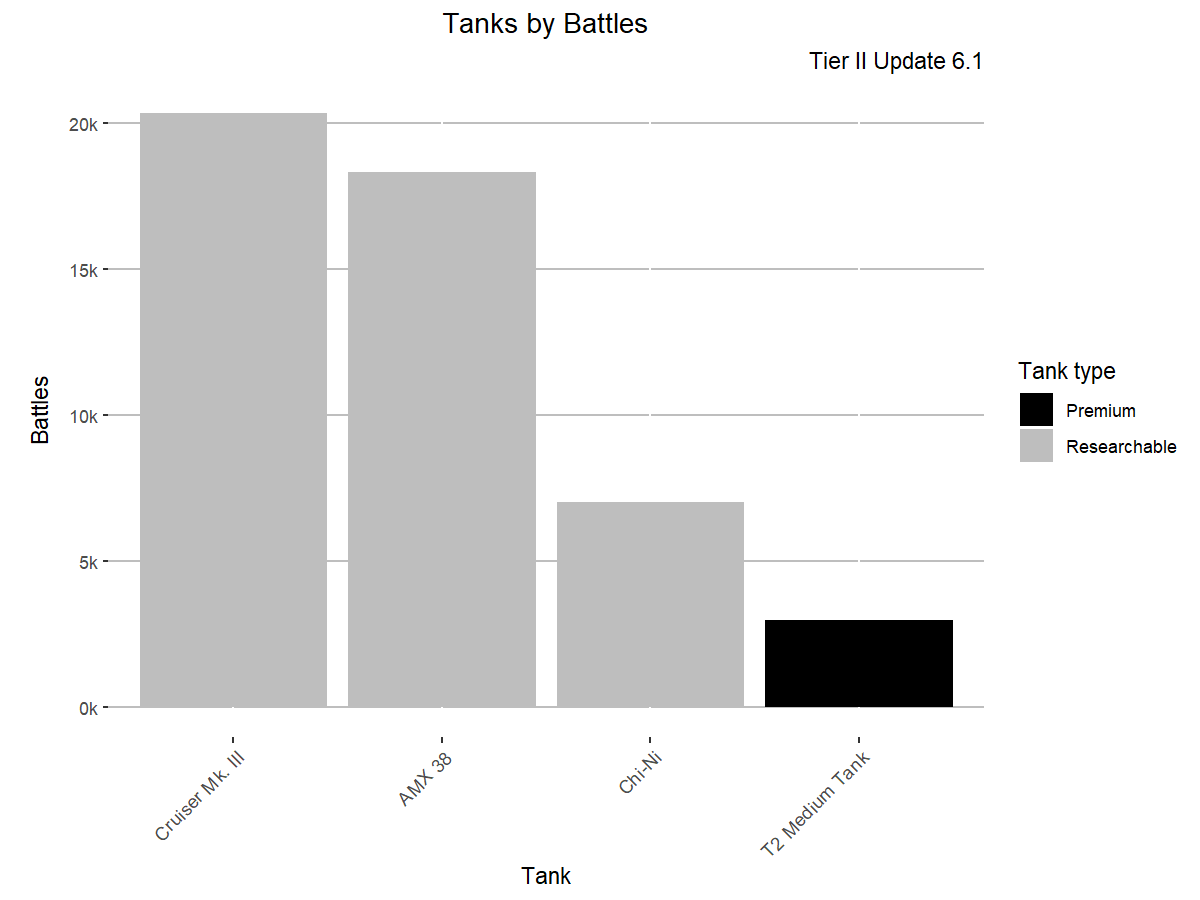 Tanks by Battles
Tier II Update 6.1
20k
15k
10k
5k
0k
Battles
Cruiser Mk. III
AMX 38
Chi-Ni
T2 Medium Tank
Tank
Tank type
Premium
Researchable